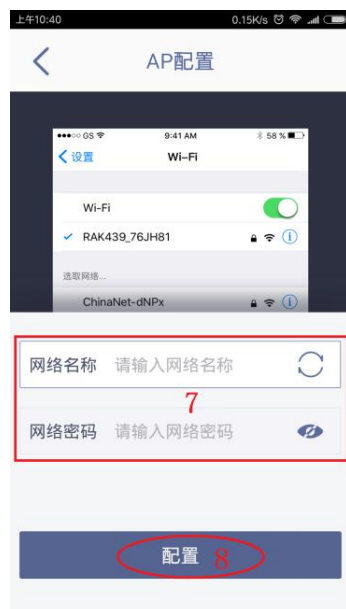 上午10:40 0.15K/s
AP配置
GS 9:41 AM 58 %
设置 Wi-Fi
Wi-Fi
RAK439_76JH81
选取网络...
ChinaNet-dNPx
网络名称 请输入网络名称
7
网络密码 请输入网络密码
配置 8